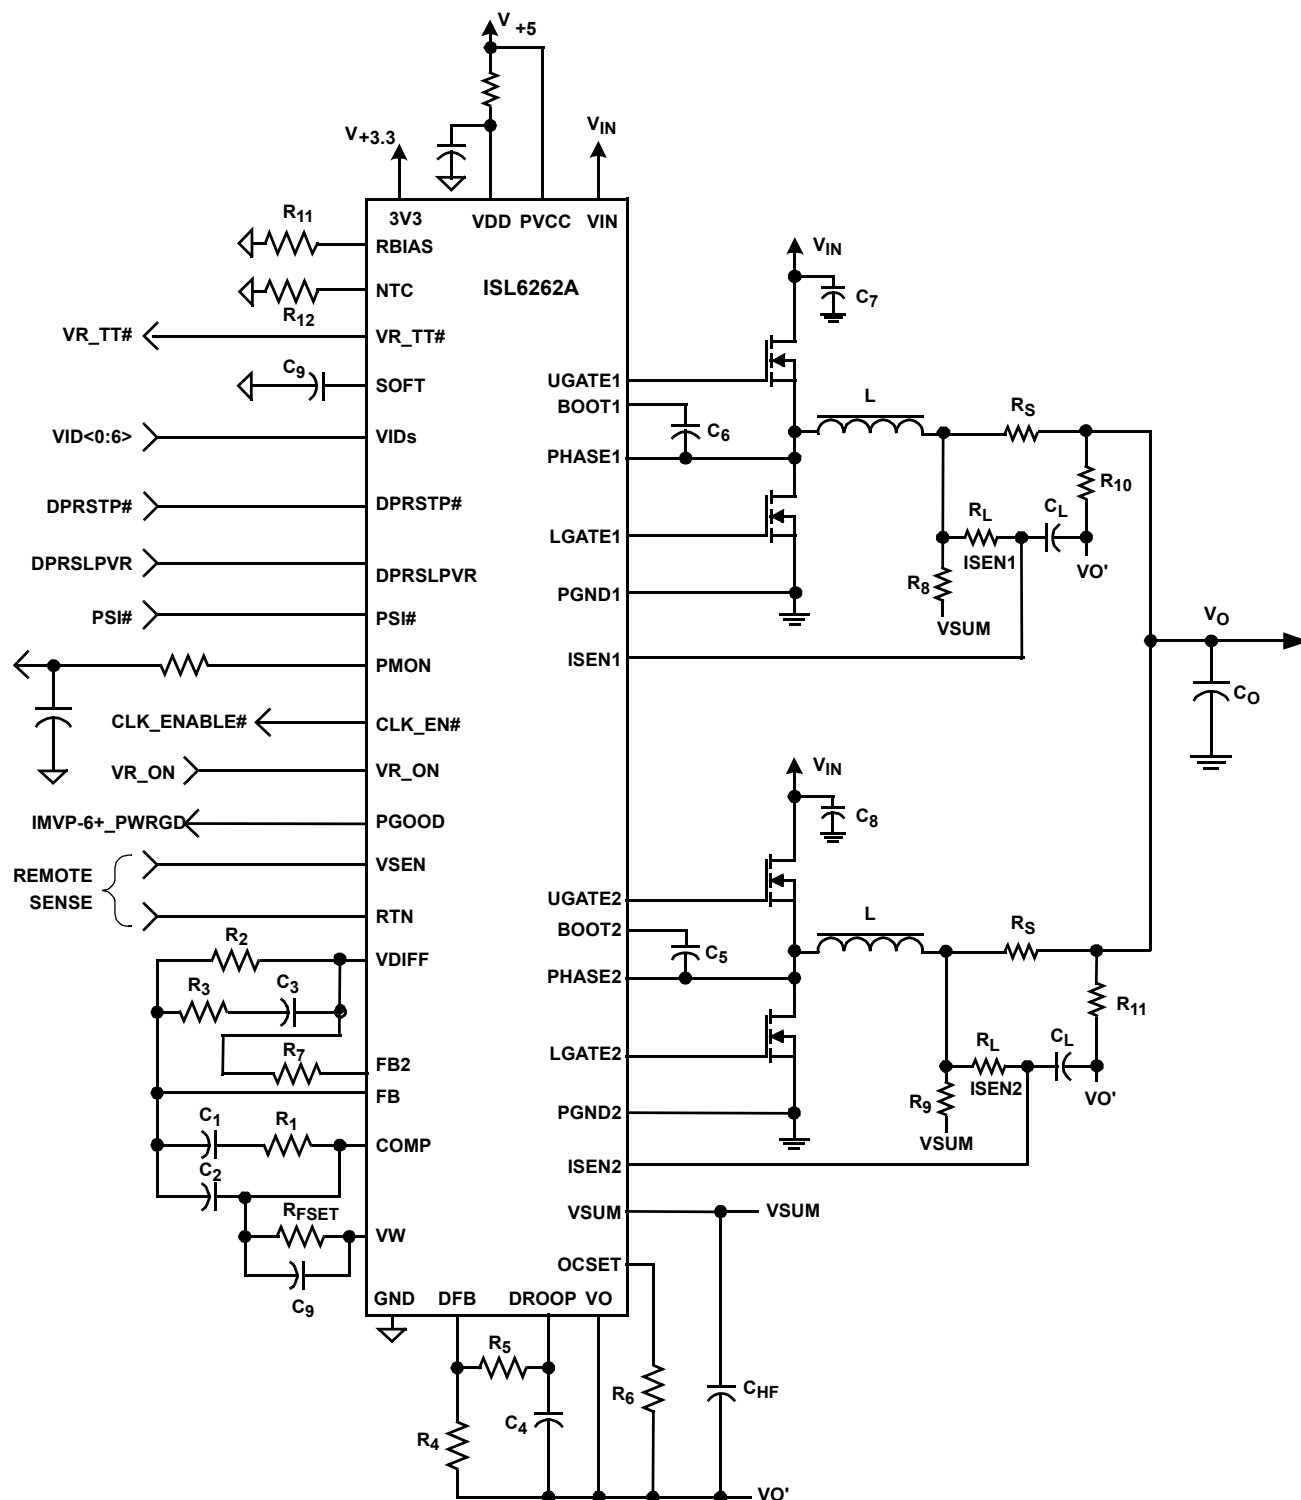 V+5
V+3.3
VIN
3V3
VDD
PVCC
VIN
ISL6262A
R11
RBIAS
NTC
R12
VR_TT#
VR_TT#
C9
SOFT
VID<0:6>
VIDs
DPRSTP#
DPRSTP#
DPRSLPVR
DPRSLPVR
PSI#
PSI#
PMON
CLK_ENABLE#
CLK_EN#
VR_ON
VR_ON
IMVP-6+_PWRGD
PGOOD
REMOTE
SENSE
VSEN
RTN
R2
VDIFF
R3
C3
R7
FB2
FB
C1
R1
COMP
C2
RFSET
VW
C9
GND
DFB
DROOP
VO
UGATE1
BOOT1
PHASE1
LGATE1
PGND1
ISEN1
UGATE2
BOOT2
PHASE2
LGATE2
PGND2
ISEN2
VSUM
OCSET
VIN
C7
C6
L
RS
R10
RL
CL
ISEN1
VO'
R8
VSUM
VO
CO
VIN
C8
C5
L
RS
R11
RL
CL
ISEN2
VO'
R9
VSUM
VSUM
R5
R4
C4
R6
CHF
VO'